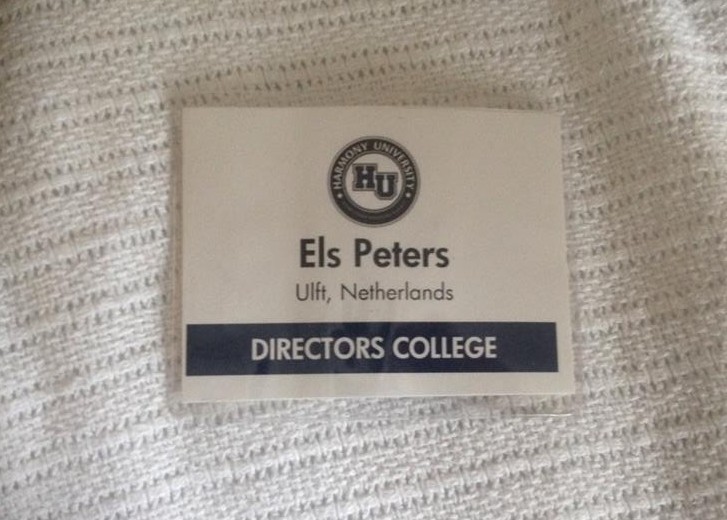 HARMONY UNIVERSITY
HU
Els Peters
Ulft, Netherlands
DIRECTORS COLLEGE